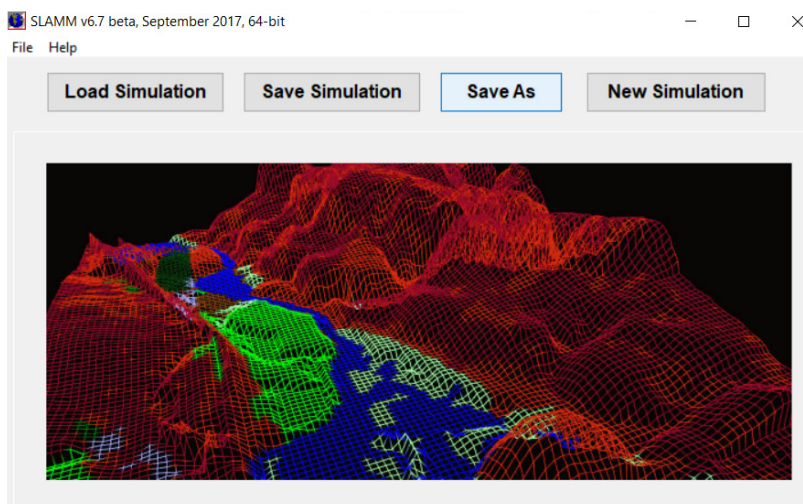 SLAMM v6.7 beta, September 2017, 64-bit
File Help
Load Simulation Save Simulation Save As New Simulation